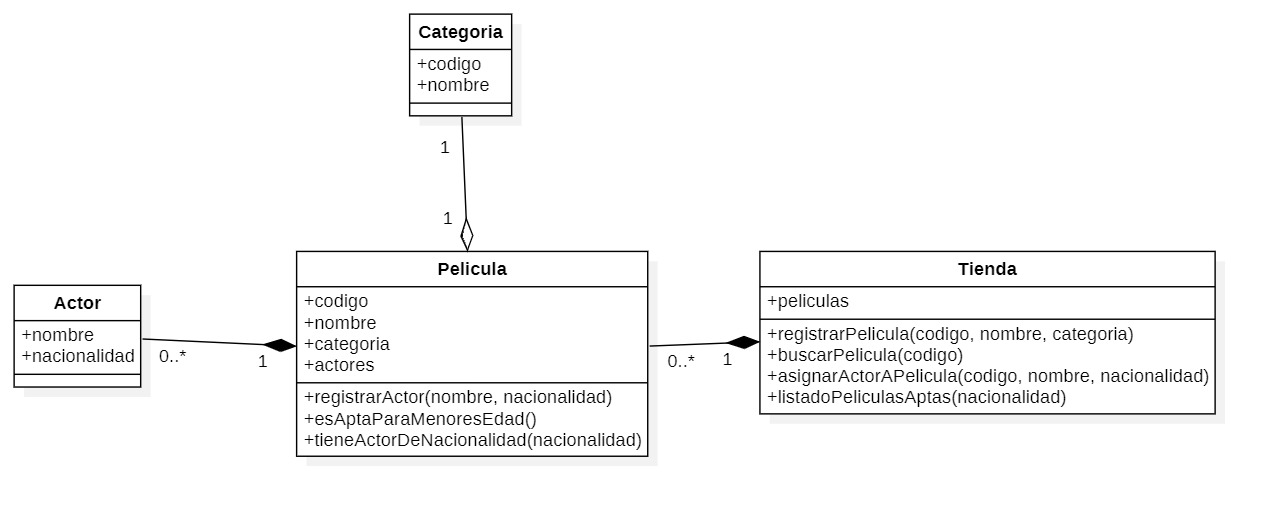 Categoria
+codigo
+nombre
1
1
Actor
+nombre
+nacionalidad
0..*
1
Pelicula
+codigo
+nombre
+categoria
+actores
+registrarActor(nombre, nacionalidad)
+esAptaParaMenoresEdad()
+tieneActorDeNacionalidad(nacionalidad)
0..*
1
Tienda
+peliculas
+registrarPelicula(codigo, nombre, categoria)
+buscarPelicula(codigo)
+asignarActorAPelicula(codigo, nombre, nacionalidad)
+listadoPeliculasAptas(nacionalidad)